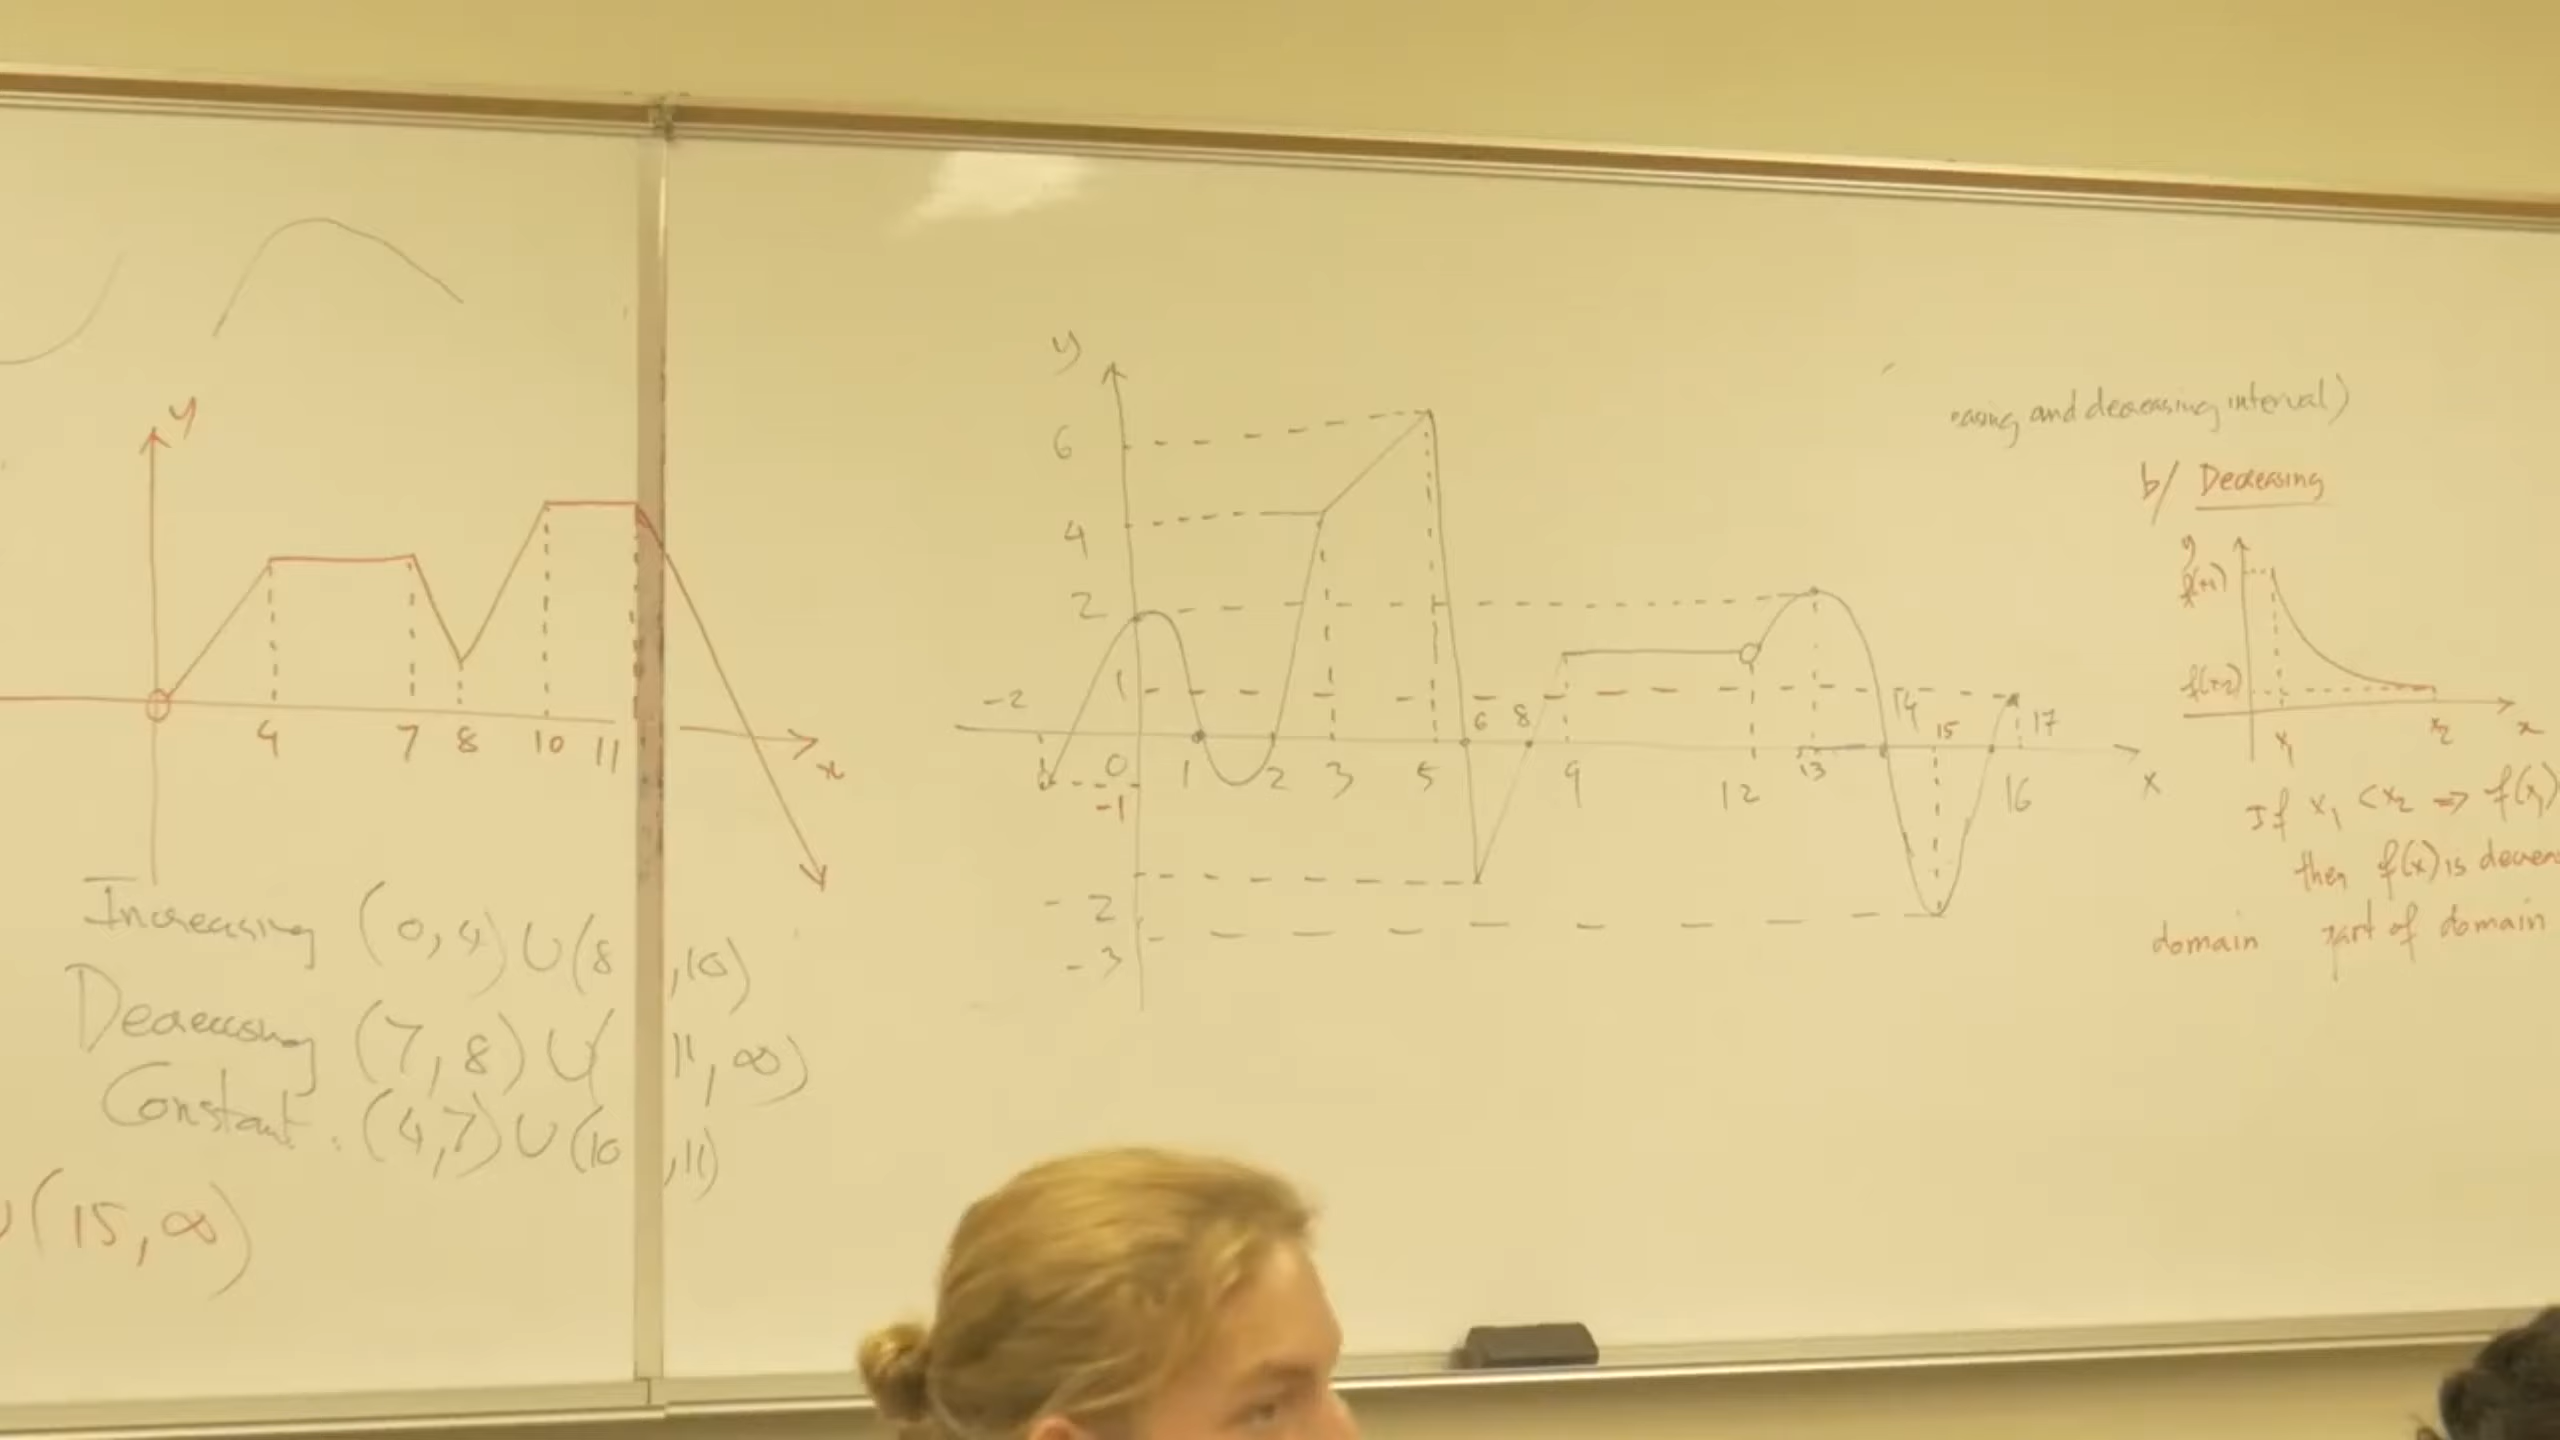 y
4
7
8
10
11
x
Increasing (0,4) U (8,10)
Decreasing (7,8) U (11,∞)
Constant: (4,7) U (10,11)
U (15,∞)
y
6
4
2
1
-2
0
-1
1
2
3
5
6
8
9
12
13
14
15
16
17
x
-2
-3
easing and decreasing interval)
b/ Decreasing
y
f(x1)
f(x2)
x1
x2
x
If x1 < x2 => f(x1)
then f(x) is decreas
domain part of domain